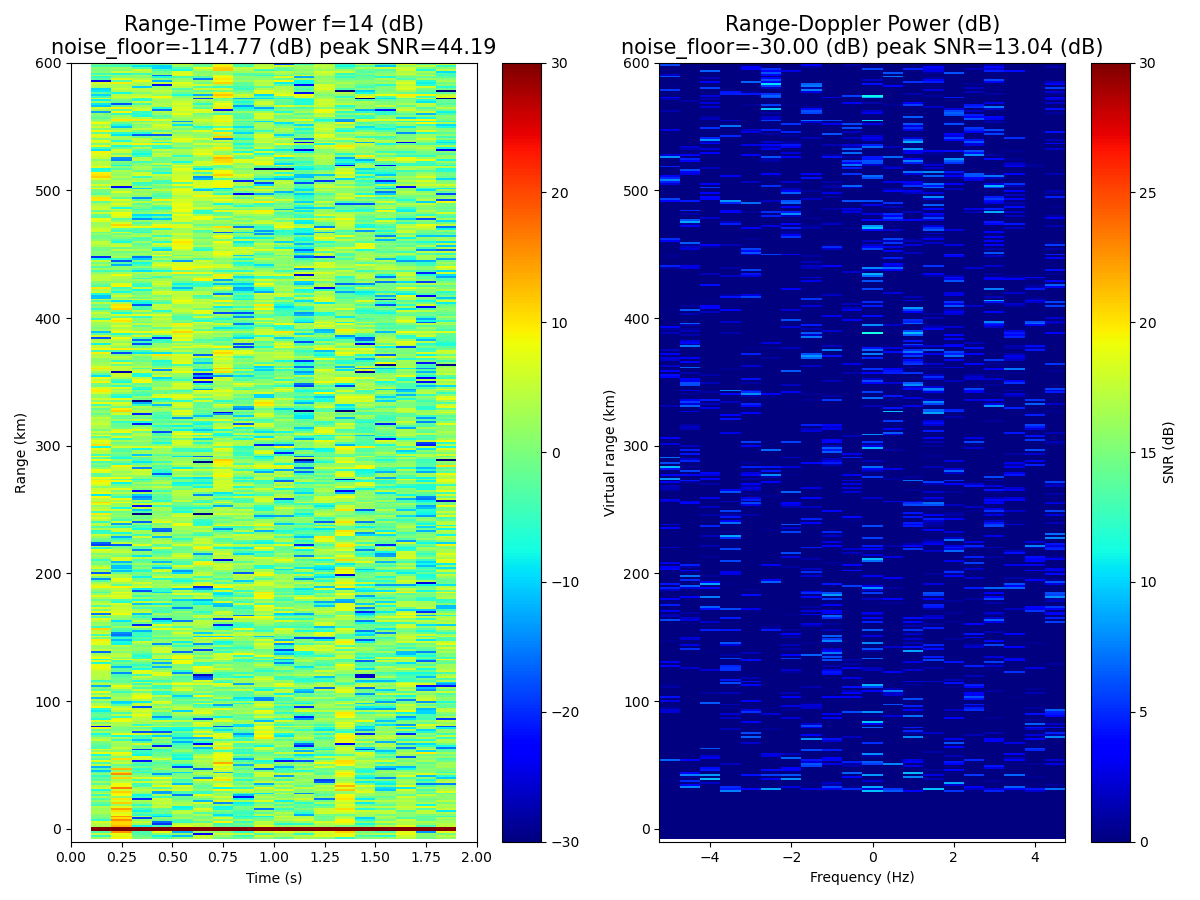 Range-Time Power f=14 (dB)
noise_floor=-114.77 (dB) peak SNR=44.19
600
500
400
300
200
100
0
Range (km)
0.00 0.25 0.50 0.75 1.00 1.25 1.50 1.75 2.00
Time (s)
30
20
10
0
−10
−20
−30
Range-Doppler Power (dB)
noise_floor=-30.00 (dB) peak SNR=13.04 (dB)
600
500
400
300
200
100
0
Virtual range (km)
−4 −2 0 2 4
Frequency (Hz)
30
25
20
15
10
5
0
SNR (dB)